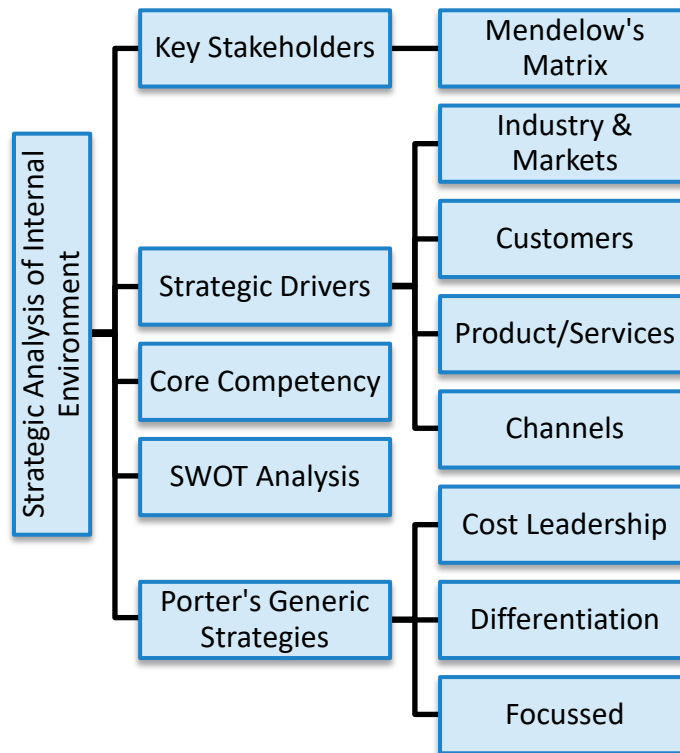 Strategic Analysis of Internal
Environment
Key Stakeholders
Mendelow's
Matrix
Strategic Drivers
Industry &
Markets
Customers
Product/Services
Channels
Core Competency
SWOT Analysis
Porter's Generic
Strategies
Cost Leadership
Differentiation
Focussed